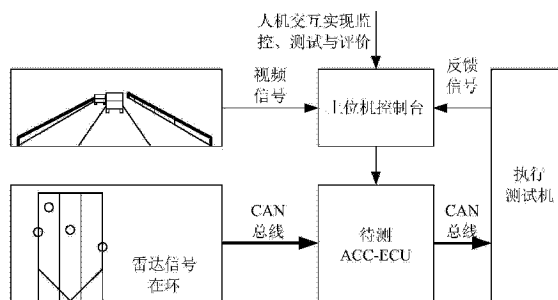 人机交互实现监
控、测试与评价
视频
信号
反馈
信号
上位机控制台
执行
测试机
CAN
总线
待测
ACC-ECU
CAN
总线
雷达信号
在环